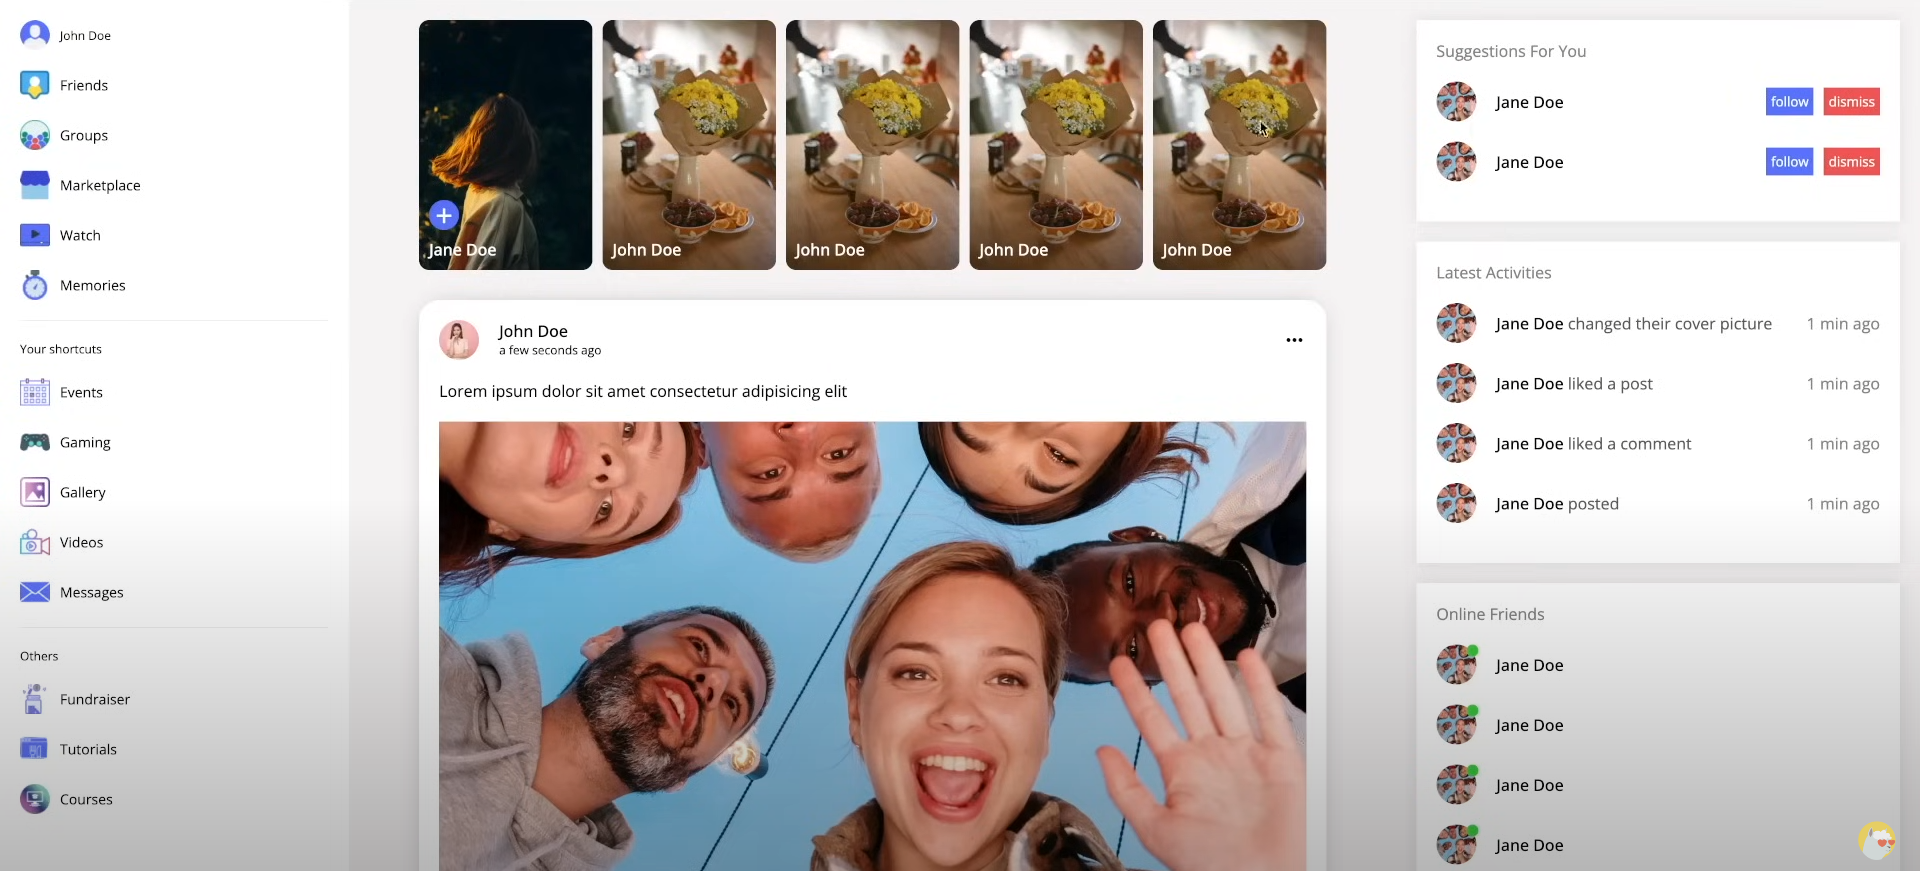 John Doe
Friends
Groups
Marketplace
Watch
Memories
Your shortcuts
Events
Gaming
Gallery
Videos
Messages
Others
Fundraiser
Tutorials
Courses
Jane Doe
John Doe
John Doe
John Doe
John Doe
John Doe
a few seconds ago
Lorem ipsum dolor sit amet consectetur adipisicing elit
Suggestions For You
Jane Doe follow dismiss
Jane Doe follow dismiss
Latest Activities
Jane Doe changed their cover picture 1 min ago
Jane Doe liked a post 1 min ago
Jane Doe liked a comment 1 min ago
Jane Doe posted 1 min ago
Online Friends
Jane Doe
Jane Doe
Jane Doe
Jane Doe